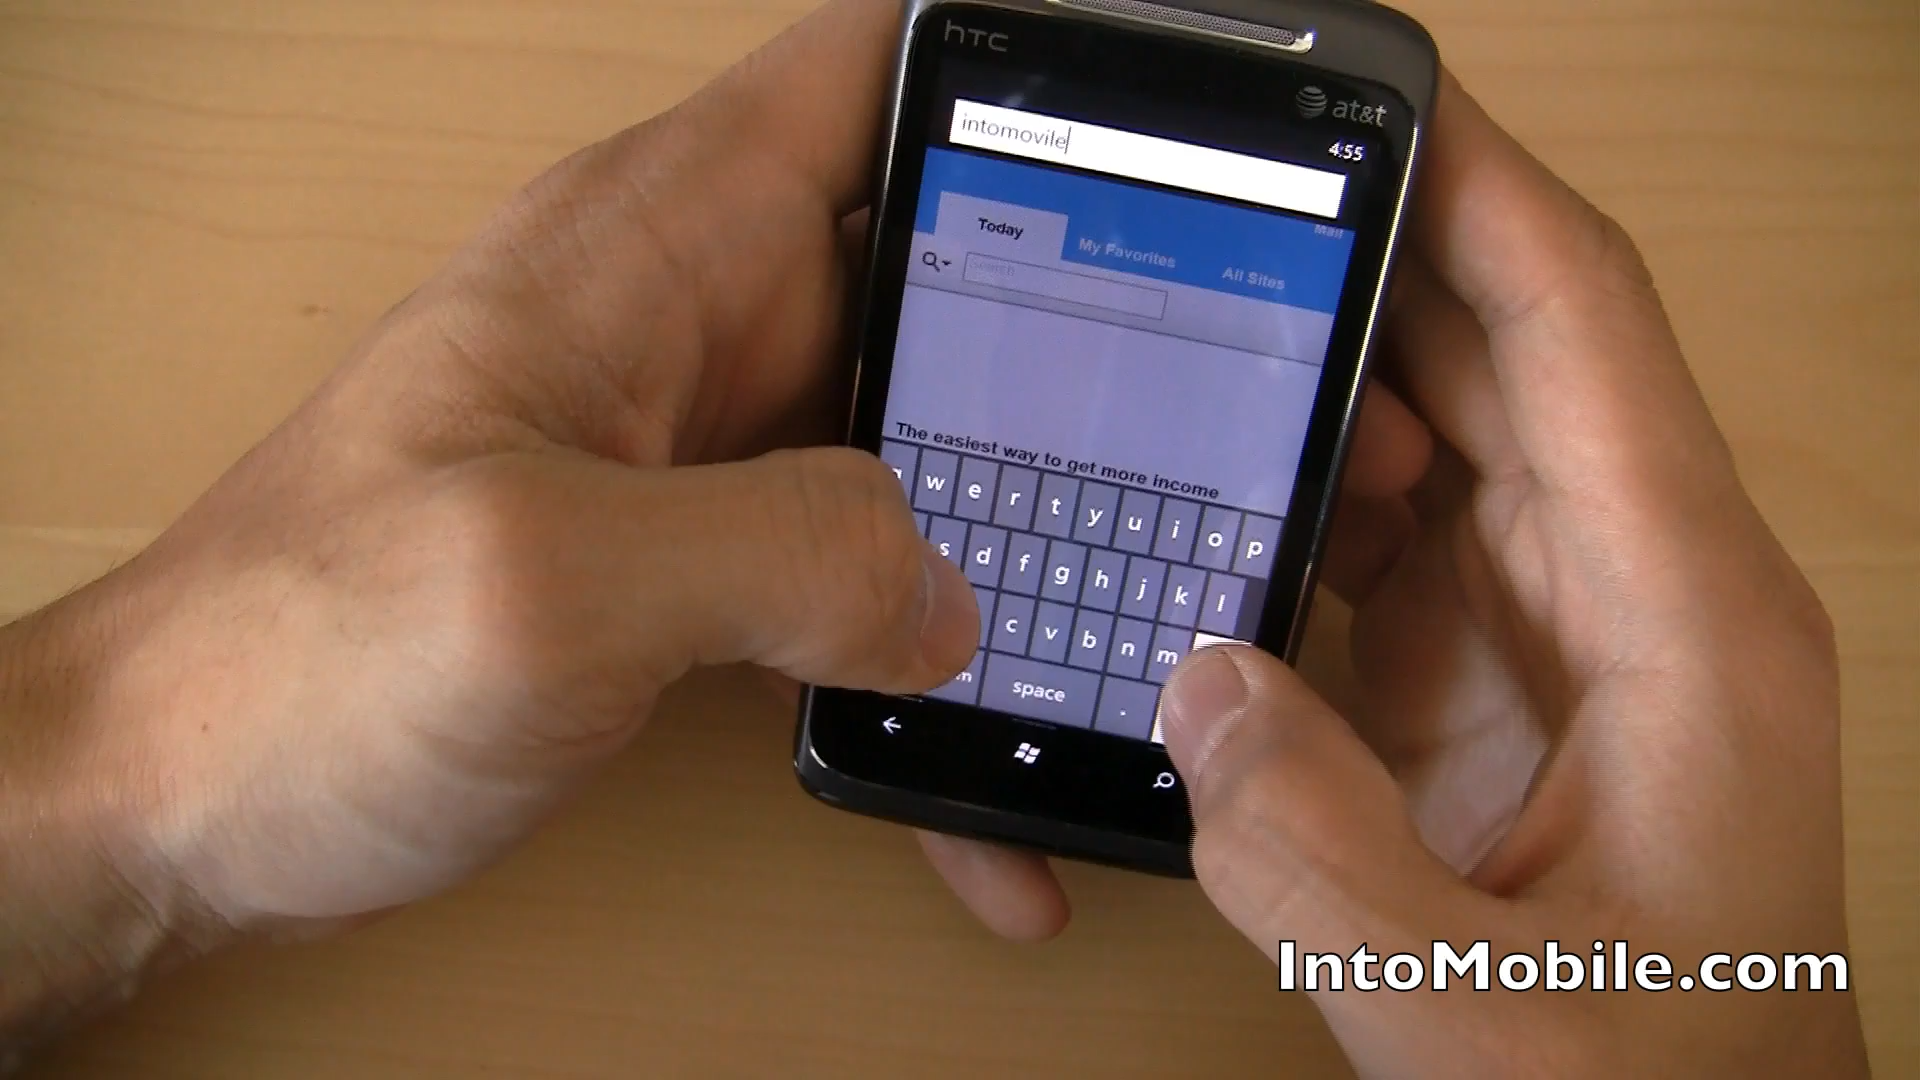 hTC
at&t
4:55
intomovile
Mail
Today
My Favorites
All Sites
Search
The easiest way to get more income
w e r t y u i o p
s d f g h j k l
c v b n m
space .
IntoMobile.com